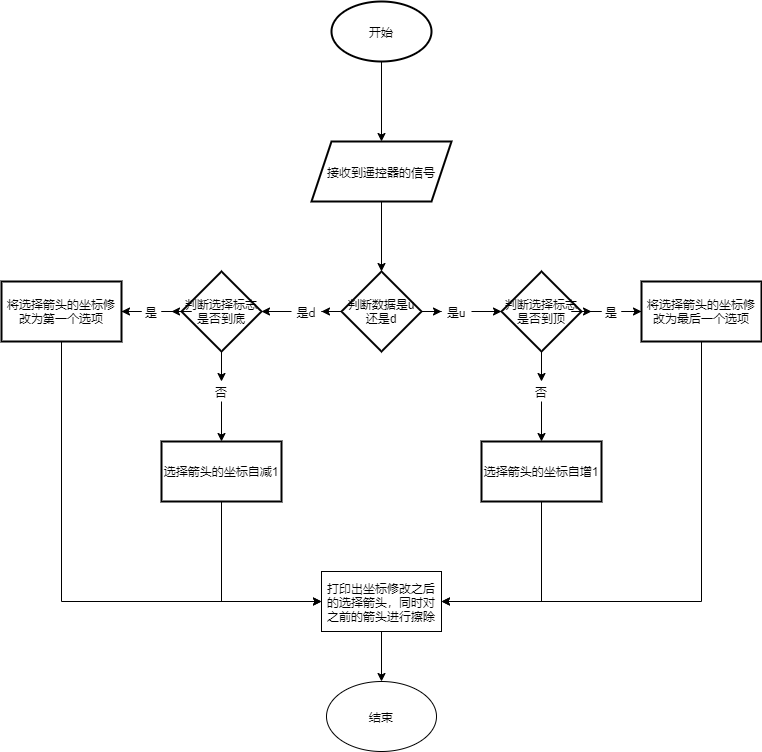 开始
接收到遥控器的信号
将选择箭头的坐标修
改为第一个选项
是
判断选择标志
是否到底
是d
判断数据是u
还是d
是u
判断选择标志
是否到顶
是
将选择箭头的坐标修
改为最后一个选项
否
否
选择箭头的坐标自减1
选择箭头的坐标自增1
打印出坐标修改之后
的选择箭头，同时对
之前的箭头进行擦除
结束